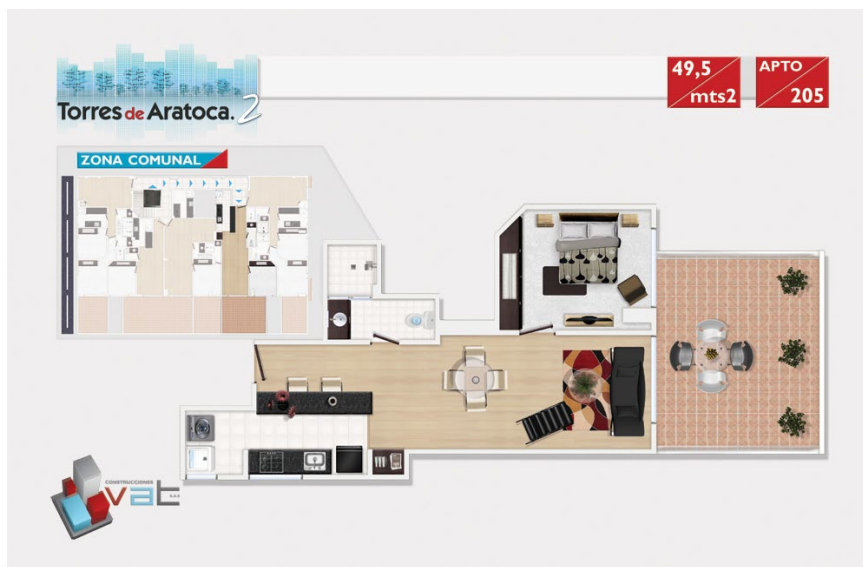 Torres de Aratoca. 2
49,5
mts2
APTO
205
ZONA COMUNAL
CONSTRUCCIONES
vat S.A.S